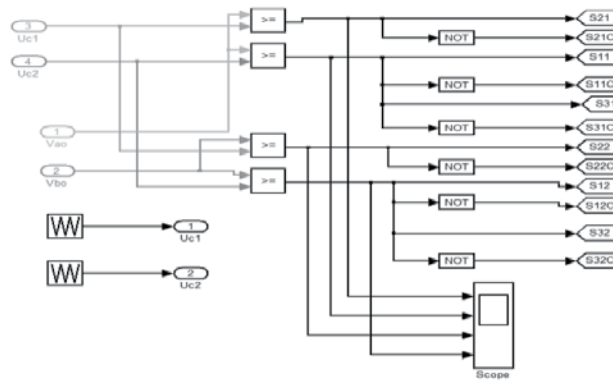 3
Uc1
4
Uc2
1
Vao
2
Vbo
>=
>=
>=
>=
NOT
NOT
NOT
NOT
NOT
NOT
S21
S21C
S11
S11C
S31
S31C
S22
S22C
S12
S12C
S32
S32C
1
Uc1
2
Uc2
Scope